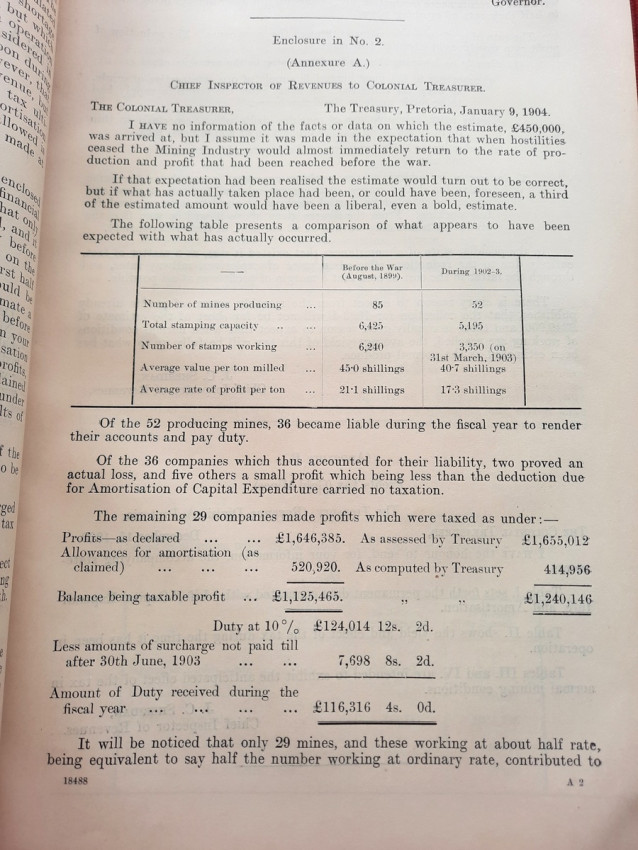 Governor.
Enclosure in No. 2.
(Annexure A.)
Chief Inspector of Revenues to Colonial Treasurer.
The Colonial Treasurer, The Treasury, Pretoria, January 9, 1904.
I have no information of the facts or data on which the estimate, £450,000,
was arrived at, but I assume it was made in the expectation that when hostilities
ceased the Mining Industry would almost immediately return to the rate of pro-
duction and profit that had been reached before the war.
If that expectation had been realised the estimate would turn out to be correct,
but if what has actually taken place had been, or could have been, foreseen, a third
of the estimated amount would have been a liberal, even a bold, estimate.
The following table presents a comparison of what appears to have been
expected with what has actually occurred.
—— Before the War (August, 1899). During 1902-3.
Number of mines producing ... 85 52
Total stamping capacity .. ... 6,425 5,195
Number of stamps working ... 6,240 3,350 (on
31st March, 1903)
Average value per ton milled ... 45·0 shillings 40·7 shillings
Average rate of profit per ton ... 21·1 shillings 17·3 shillings
Of the 52 producing mines, 36 became liable during the fiscal year to render
their accounts and pay duty.
Of the 36 companies which thus accounted for their liability, two proved an
actual loss, and five others a small profit which being less than the deduction due
for Amortisation of Capital Expenditure carried no taxation.
The remaining 29 companies made profits which were taxed as under:—
Profits—as declared ... ... £1,646,385. As assessed by Treasury £1,655,012
Allowances for amortisation (as
claimed) ... ... ... 520,920. As computed by Treasury 414,956
Balance being taxable profit ... £1,125,465. „ „ £1,240,146
Duty at 10% £124,014 12s. 2d.
Less amounts of surcharge not paid till
after 30th June, 1903 ... ... 7,698 8s. 2d.
Amount of Duty received during the
fiscal year ... ... ... ... £116,316 4s. 0d.
It will be noticed that only 29 mines, and these working at about half rate,
being equivalent to say half the number working at ordinary rate, contributed to
18488 A 2